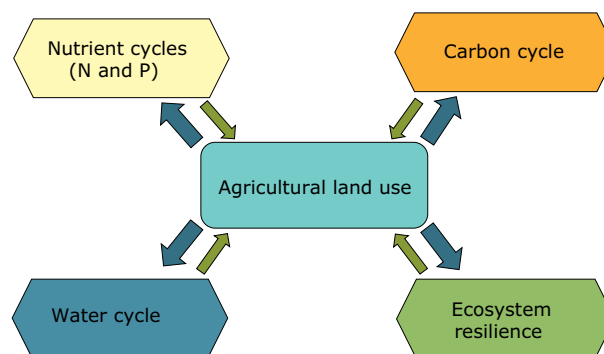 Nutrient cycles
(N and P)
Carbon cycle
Agricultural land use
Water cycle
Ecosystem
resilience